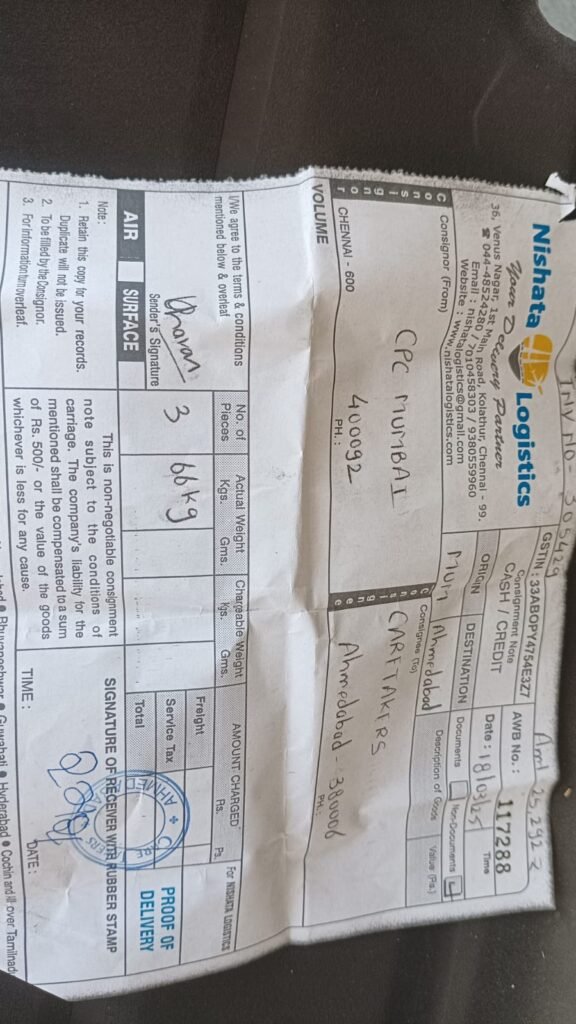 Inv NO - 305429
Amt 25,292
Nishata Logistics
Your Delivery Partner
36, Venus Nagar, 1st Main Road, Kolathur, Chennai - 99.
☎ 044-48524280 / 7010458303 / 9380559960
Website : www.nishatalogistics.com
GSTIN : 33ABOPY4754E3Z7
Consignment Note
CASH / CREDIT
AWB No. : 117288
ORIGIN
DESTINATION
Date : 18/03/25
Time
Mum
Ahmedabad
Documents
Non-Documents
Consignor
Consignor (From)
Consignee
Consignee (To)
Description of Goods
Value (Rs.)
CPC MUMBAI
400092
CARETAKERS
Ahmedabad - 380006
CHENNAI - 600
PH.:
PH.:
VOLUME
I/We agree to the terms & conditions
mentioned below & overleaf
No. of
Pieces
Actual Weight
Kgs. Gms.
Chargeable Weight
Kgs. Gms.
AMOUNT CHARGED
Rs. Ps.
For NISHATA LOGISTICS
3
66kg
Sender's Signature
Freight
Service Tax
Total
PROOF OF
DELIVERY
AIR
SURFACE
Note:
1. Retain this copy for your records.
Duplicate will not be issued.
2. To be filled by the Consignor.
3. For information turn overleaf.
This is non-negotiable consignment
note subject to the conditions of
carriage. The company's liability for the
mentioned shall be compensated to a sum
of Rs. 500/- or the value of the goods
whichever is less for any cause.
SIGNATURE OF RECEIVER WITH RUBBER STAMP
TIME :
DATE :
Bhuvaneshwar ● Guwahati ● Hyderabad ● Cochin and all over Tamilnad